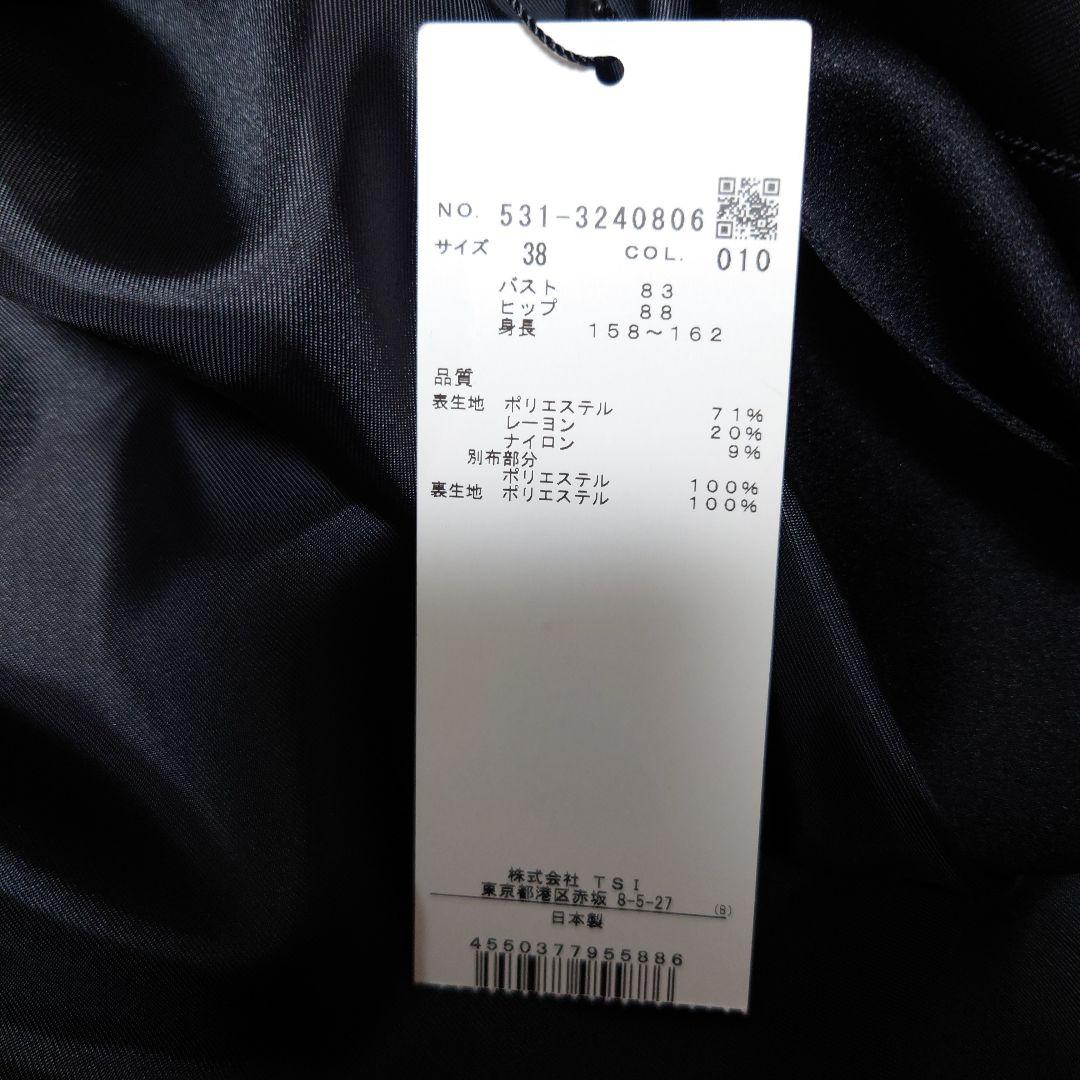 NO. 531-3240806
サイズ 38 COL. 010
バスト 83
ヒップ 88
身長 158～162
品質
表生地 ポリエステル 71%
レーヨン 20%
ナイロン 9%
別布部分
ポリエステル 100%
裏生地 ポリエステル 100%
株式会社 TSI
東京都港区赤坂 8-5-27 (B)
日本製
4550377955886